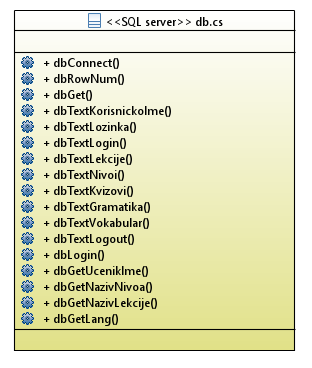 <<SQL server>> db.cs
+ dbConnect()
+ dbRowNum()
+ dbGet()
+ dbTextKorisnickoIme()
+ dbTextLozinka()
+ dbTextLogin()
+ dbTextLekcije()
+ dbTextNivoi()
+ dbTextKvizovi()
+ dbTextGramatika()
+ dbTextVokabular()
+ dbTextLogout()
+ dbLogin()
+ dbGetUcenikIme()
+ dbGetNazivNivoa()
+ dbGetNazivLekcije()
+ dbGetLang()